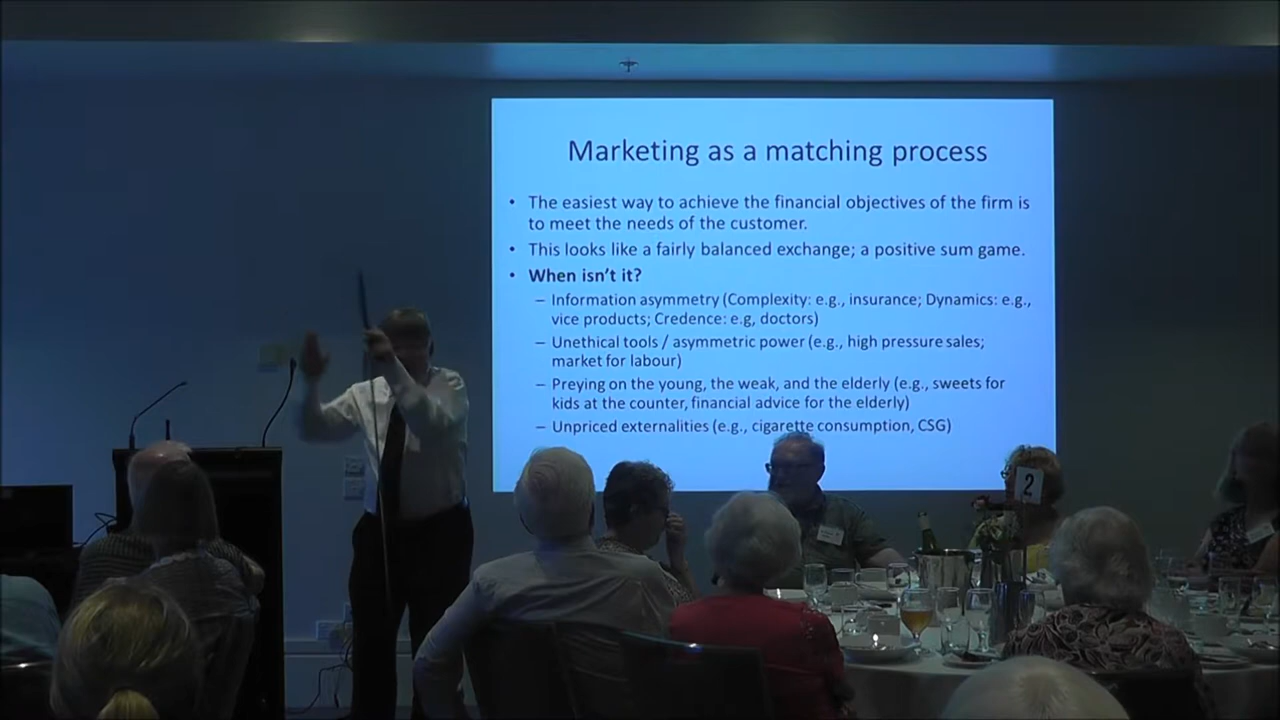 Marketing as a matching process
• The easiest way to achieve the financial objectives of the firm is
to meet the needs of the customer.
• This looks like a fairly balanced exchange; a positive sum game.
• When isn't it?
– Information asymmetry (Complexity: e.g., insurance; Dynamics: e.g.,
vice products; Credence: e.g, doctors)
– Unethical tools / asymmetric power (e.g., high pressure sales;
market for labour)
– Preying on the young, the weak, and the elderly (e.g., sweets for
kids at the counter, financial advice for the elderly)
– Unpriced externalities (e.g., cigarette consumption, CSG)
2